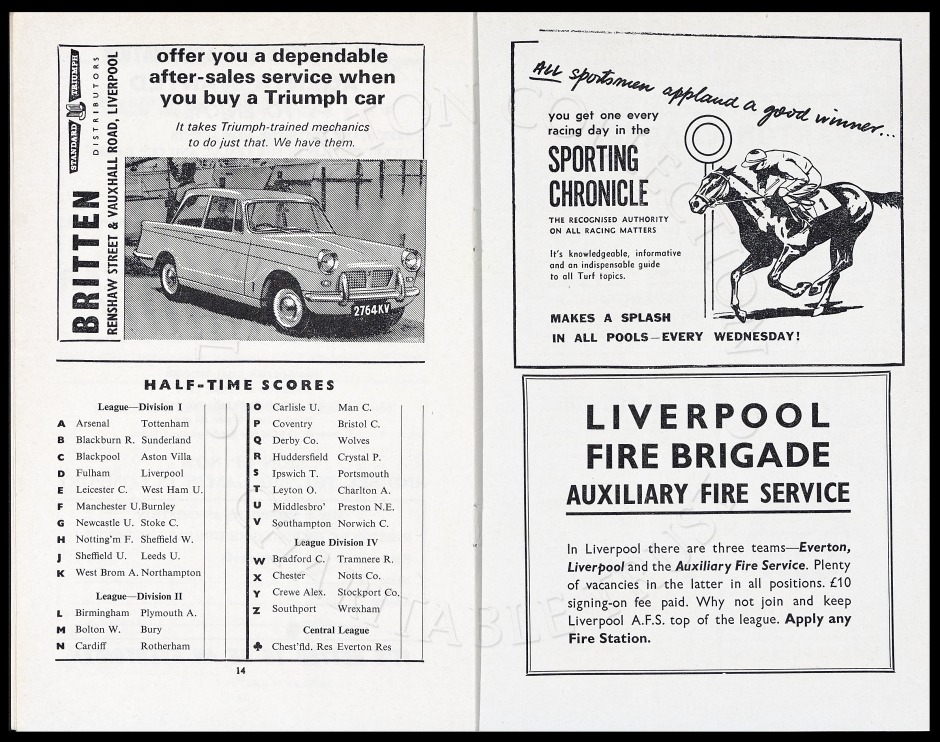 STANDARD TRIUMPH
DISTRIBUTORS
BRITTEN
RENSHAW STREET & VAUXHALL ROAD, LIVERPOOL
offer you a dependable
after-sales service when
you buy a Triumph car
It takes Triumph-trained mechanics
to do just that. We have them.
2764KV
HALF-TIME SCORES
League—Division I
A Arsenal Tottenham
B Blackburn R. Sunderland
C Blackpool Aston Villa
D Fulham Liverpool
E Leicester C. West Ham U.
F Manchester U. Burnley
G Newcastle U. Stoke C.
H Notting'm F. Sheffield W.
J Sheffield U. Leeds U.
K West Brom A. Northampton
League—Division II
L Birmingham Plymouth A.
M Bolton W. Bury
N Cardiff Rotherham
O Carlisle U. Man C.
P Coventry Bristol C.
Q Derby Co. Wolves
R Huddersfield Crystal P.
S Ipswich T. Portsmouth
T Leyton O. Charlton A.
U Middlesbro' Preston N.E.
V Southampton Norwich C.
League Division IV
W Bradford C. Tranmere R.
X Chester Notts Co.
Y Crewe Alex. Stockport Co.
Z Southport Wrexham
Central League
♣ Chest'fld. Res Everton Res
14
ALL sportsmen applaud a good winner...
you get one every
racing day in the
SPORTING
CHRONICLE
THE RECOGNISED AUTHORITY
ON ALL RACING MATTERS
It's knowledgeable, informative
and an indispensable guide
to all Turf topics.
1
MAKES A SPLASH
IN ALL POOLS—EVERY WEDNESDAY!
LIVERPOOL
FIRE BRIGADE
AUXILIARY FIRE SERVICE
In Liverpool there are three teams—Everton,
Liverpool and the Auxiliary Fire Service. Plenty
of vacancies in the latter in all positions. £10
signing-on fee paid. Why not join and keep
Liverpool A.F.S. top of the league. Apply any
Fire Station.